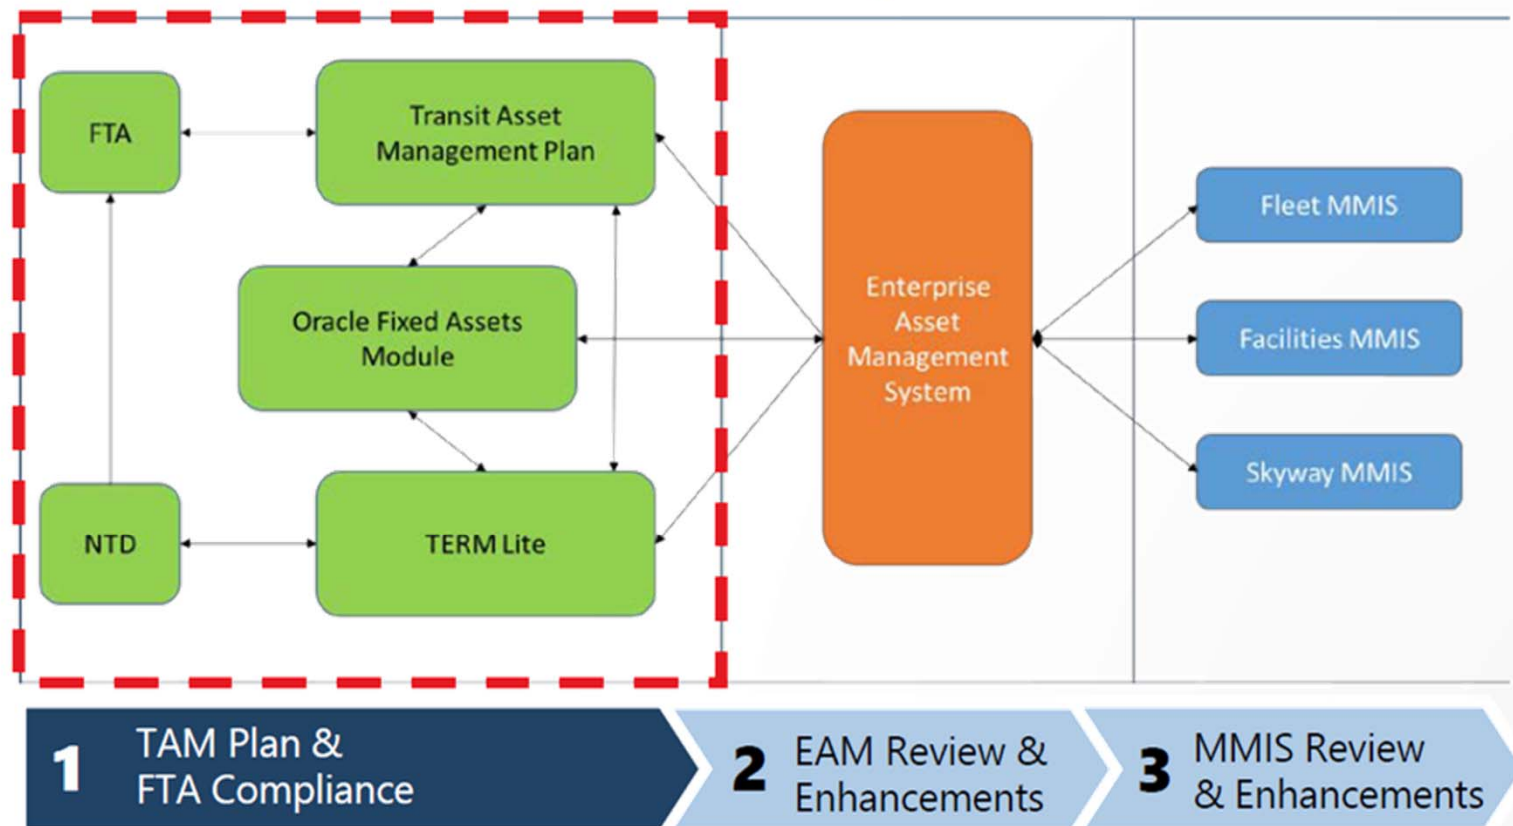 FTA
Transit Asset
Management Plan
Oracle Fixed Assets
Module
NTD
TERM Lite
Enterprise
Asset
Management
System
Fleet MMIS
Facilities MMIS
Skyway MMIS
1
TAM Plan &
FTA Compliance
2
EAM Review &
Enhancements
3
MMIS Review
& Enhancements